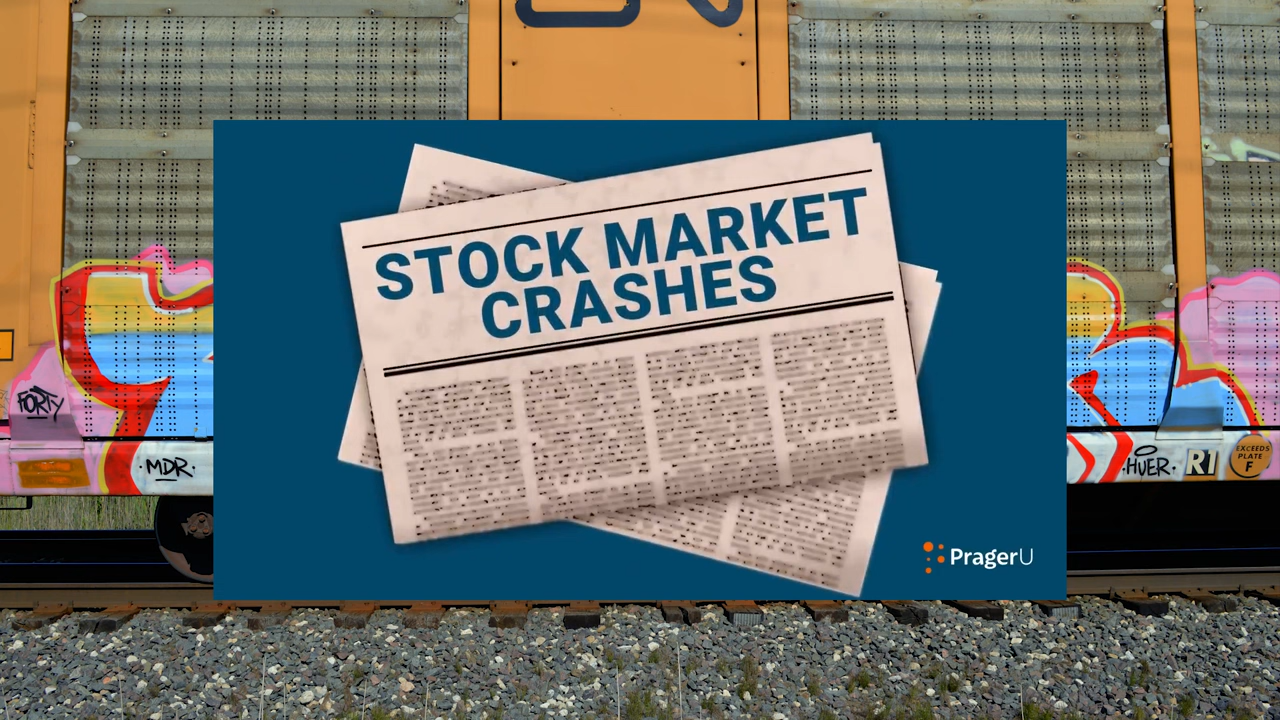 STOCK MARKET
CRASHES
FORTY
MDR
HUER
R1
EXCEEDS
PLATE
F
PragerU